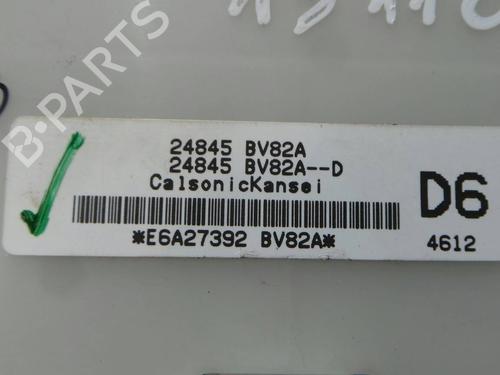 24845 BV82A
24845 BV82A--D
CalsonicKansei
*E6A27392 BV82A*
D6
4612
B-PARTS